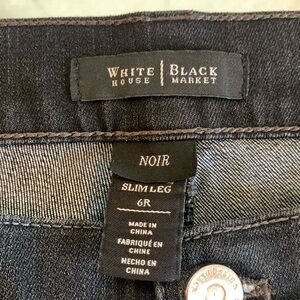 WHITE | BLACK
HOUSE | MARKET
NOIR
SLIM LEG
6R
MADE IN
CHINA
FABRIQUÉ EN
CHINE
HECHO EN
CHINA